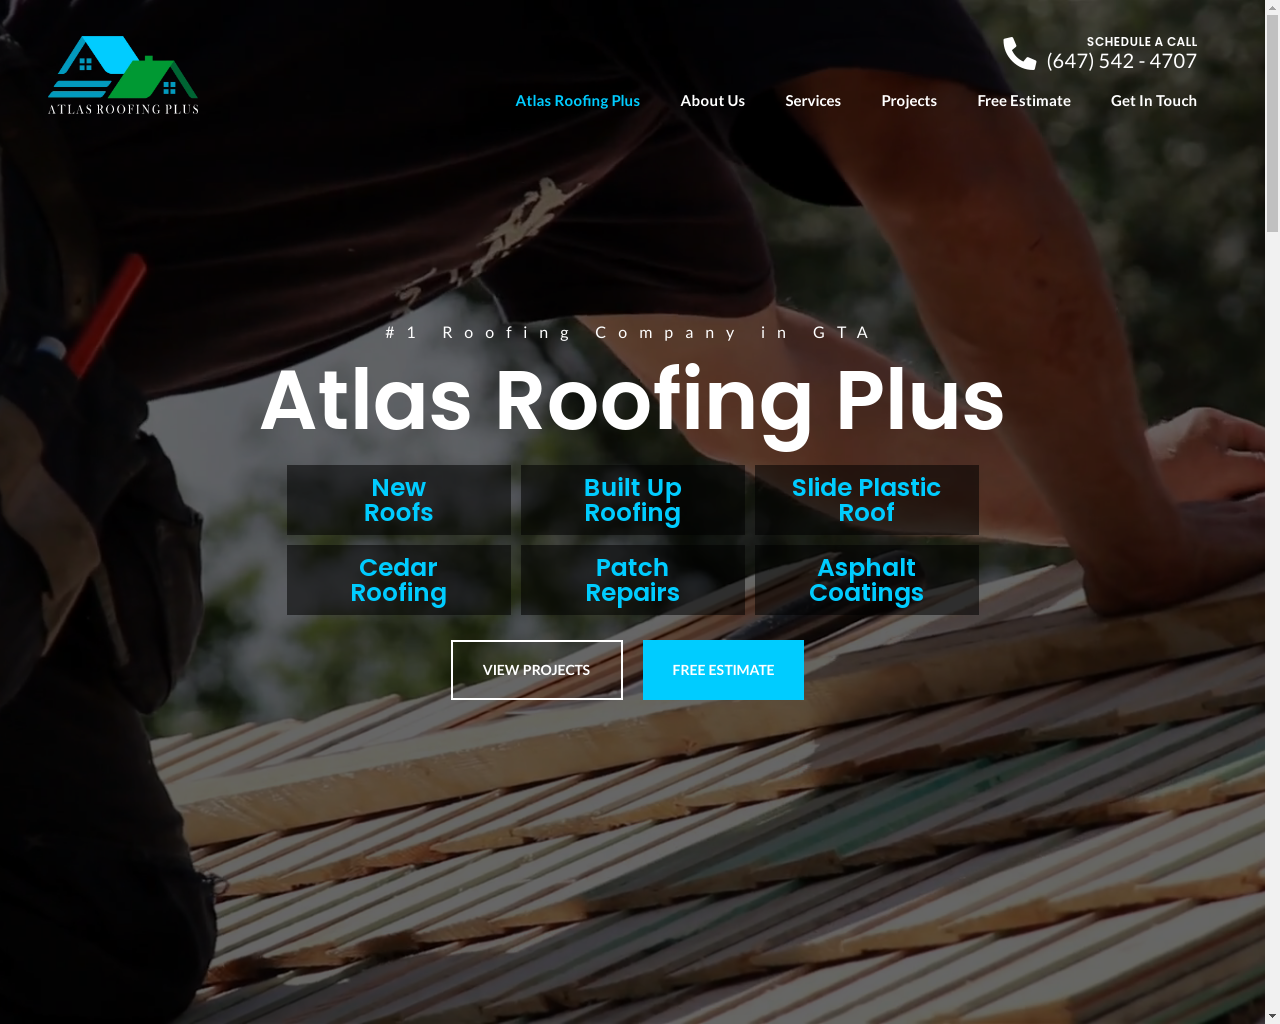 SCHEDULE A CALL
(647) 542 - 4707
ATLAS ROOFING PLUS
Atlas Roofing Plus
About Us
Services
Projects
Free Estimate
Get In Touch
#1 Roofing Company in GTA
Atlas Roofing Plus
New
Roofs
Built Up
Roofing
Slide Plastic
Roof
Cedar
Roofing
Patch
Repairs
Asphalt
Coatings
VIEW PROJECTS
FREE ESTIMATE